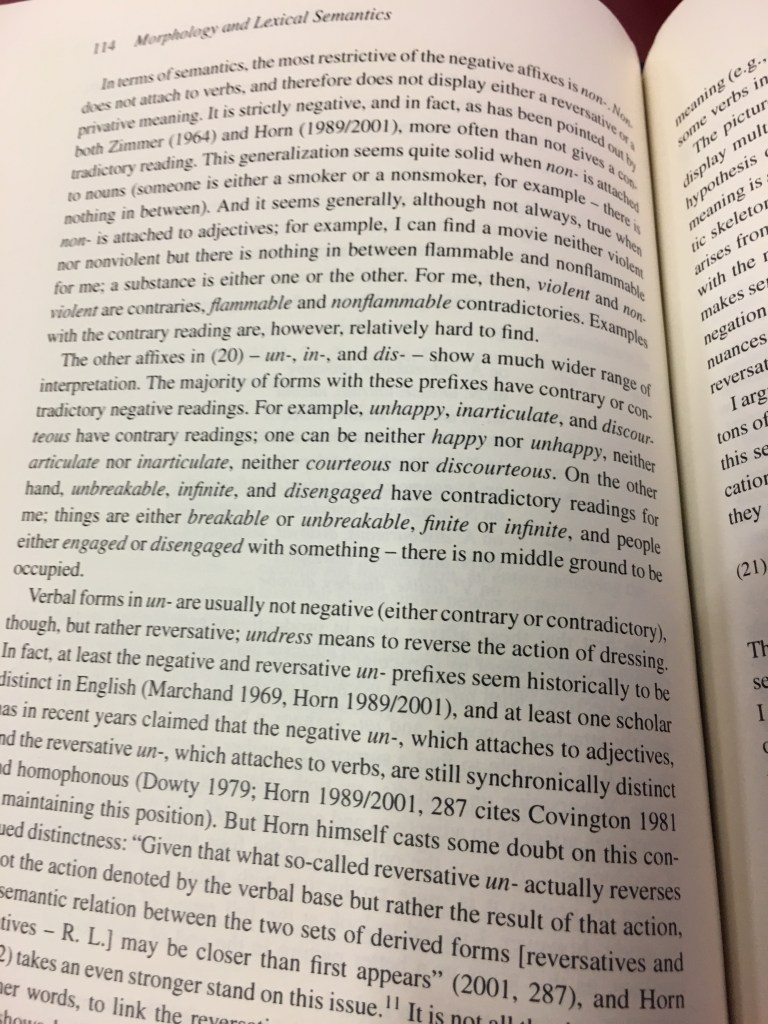 114 Morphology and Lexical Semantics
In terms of semantics, the most restrictive of the negative affixes is non-. Non-
does not attach to verbs, and therefore does not display either a reversative or a
privative meaning. It is strictly negative, and in fact, as has been pointed out by
both Zimmer (1964) and Horn (1989/2001), more often than not gives a con-
tradictory reading. This generalization seems quite solid when non- is attached
to nouns (someone is either a smoker or a nonsmoker, for example – there is
nothing in between). And it seems generally, although not always, true when
non- is attached to adjectives; for example, I can find a movie neither violent
nor nonviolent but there is nothing in between flammable and nonflammable
for me; a substance is either one or the other. For me, then, violent and non-
violent are contraries, flammable and nonflammable contradictories. Examples
with the contrary reading are, however, relatively hard to find.
The other affixes in (20) – un-, in-, and dis- – show a much wider range of
interpretation. The majority of forms with these prefixes have contrary or con-
tradictory negative readings. For example, unhappy, inarticulate, and discour-
teous have contrary readings; one can be neither happy nor unhappy, neither
articulate nor inarticulate, neither courteous nor discourteous. On the other
hand, unbreakable, infinite, and disengaged have contradictory readings for
me; things are either breakable or unbreakable, finite or infinite, and people
either engaged or disengaged with something – there is no middle ground to be
occupied.
Verbal forms in un- are usually not negative (either contrary or contradictory),
though, but rather reversative; undress means to reverse the action of dressing.
In fact, at least the negative and reversative un- prefixes seem historically to be
distinct in English (Marchand 1969, Horn 1989/2001), and at least one scholar
as in recent years claimed that the negative un-, which attaches to adjectives,
nd the reversative un-, which attaches to verbs, are still synchronically distinct
d homophonous (Dowty 1979; Horn 1989/2001, 287 cites Covington 1981
maintaining this position). But Horn himself casts some doubt on this con-
ued distinctness: “Given that what so-called reversative un- actually reverses
ot the action denoted by the verbal base but rather the result of that action,
semantic relation between the two sets of derived forms [reversatives and
tives – R. L.] may be closer than first appears” (2001, 287), and Horn
2) takes an even stronger stand on this issue.11 It is not all
er words, to link the
meaning (e.g.,
some verbs in
The pictur
display mult
hypothesis
meaning is
tic skeleton
arises from
with the
makes se
negation
nuances
reversat
I arg
tons of
this se
cation
they
(21)
Th
se
I